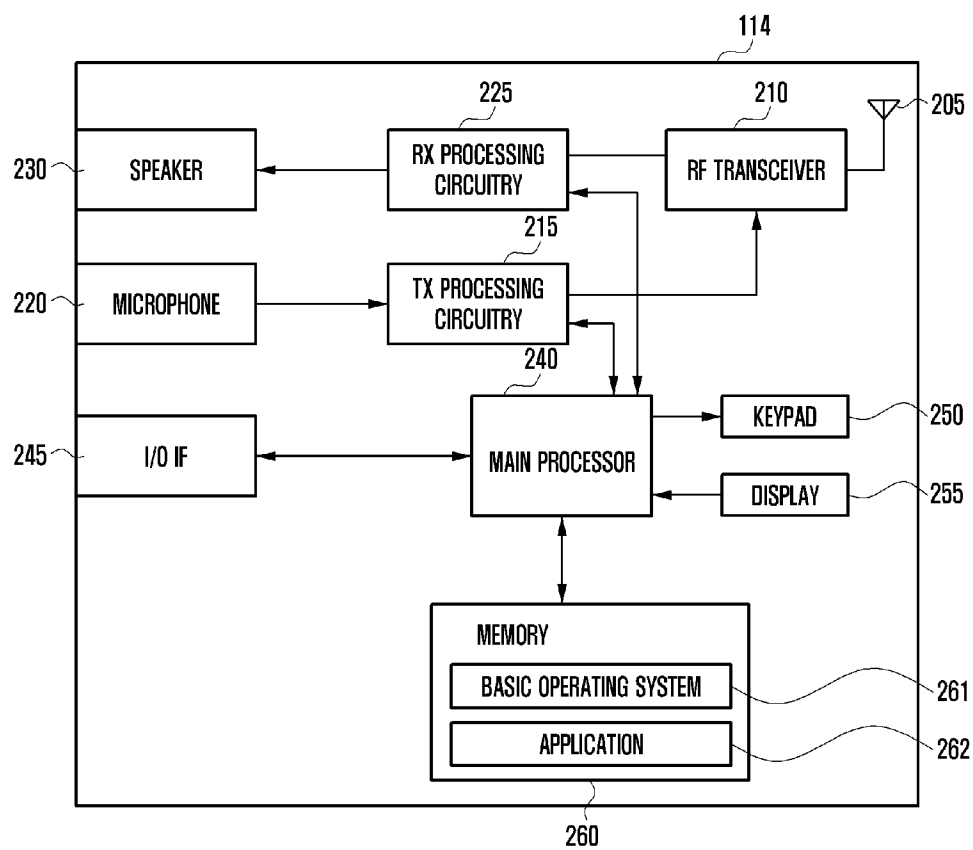 114
225
210
205
230
SPEAKER
RX PROCESSING
CIRCUITRY
RF TRANSCEIVER
215
220
MICROPHONE
TX PROCESSING
CIRCUITRY
240
245
I/O IF
MAIN PROCESSOR
KEYPAD
250
DISPLAY
255
MEMORY
BASIC OPERATING SYSTEM
261
APPLICATION
262
260